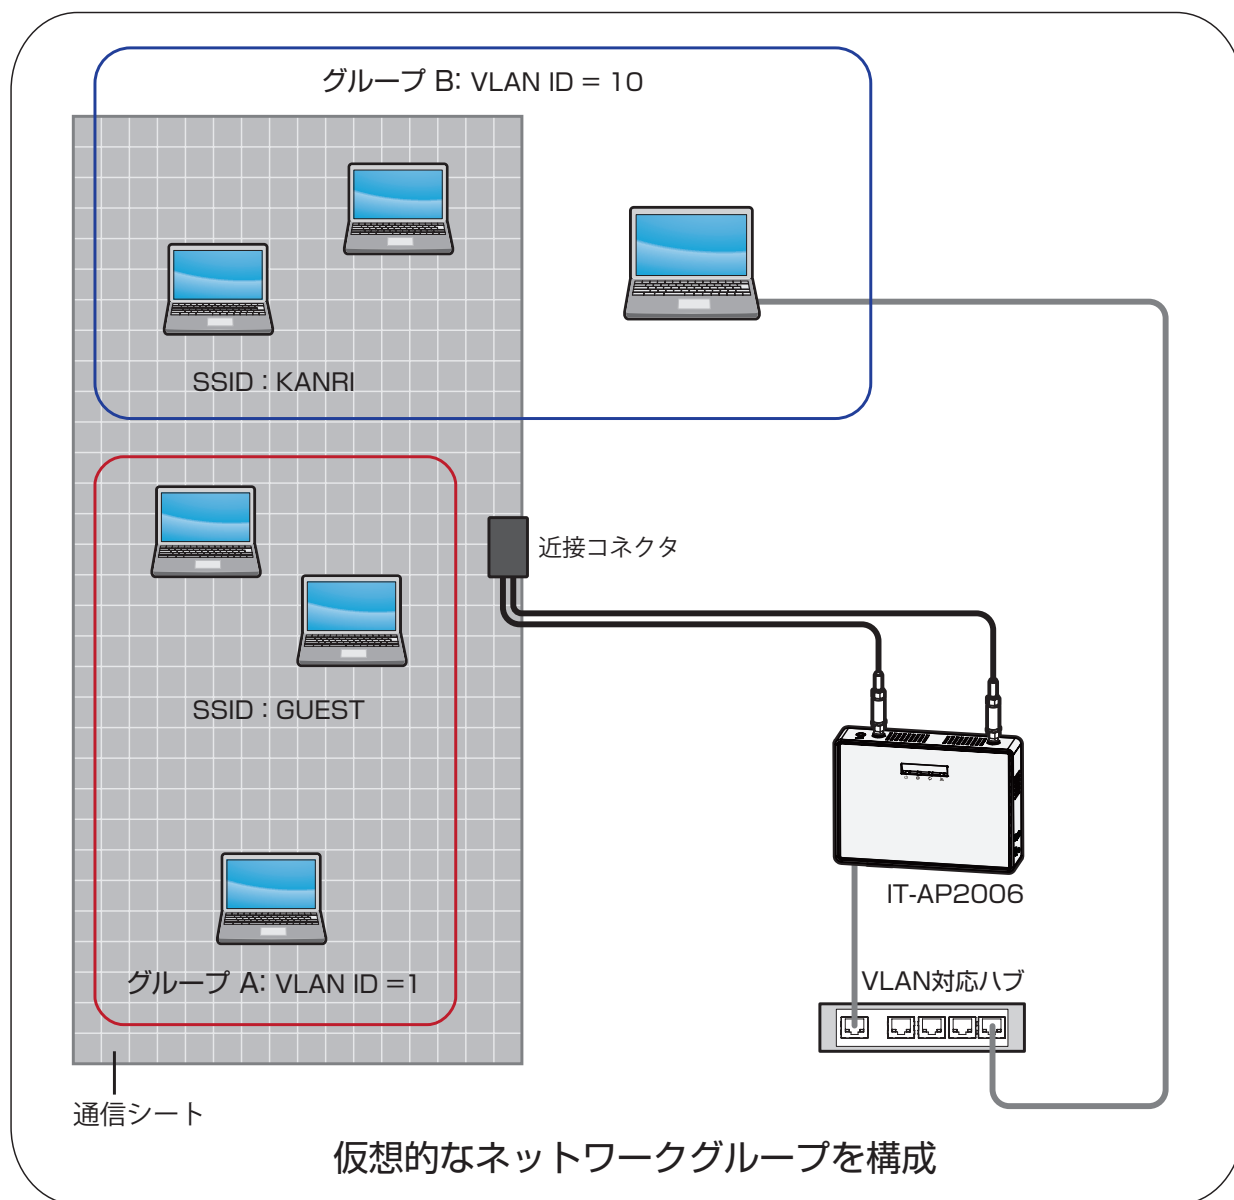 グループ B: VLAN ID = 10
SSID：KANRI
近接コネクタ
SSID：GUEST
IT-AP2006
グループ A: VLAN ID =1
VLAN対応ハブ
通信シート
仮想的なネットワークグループを構成